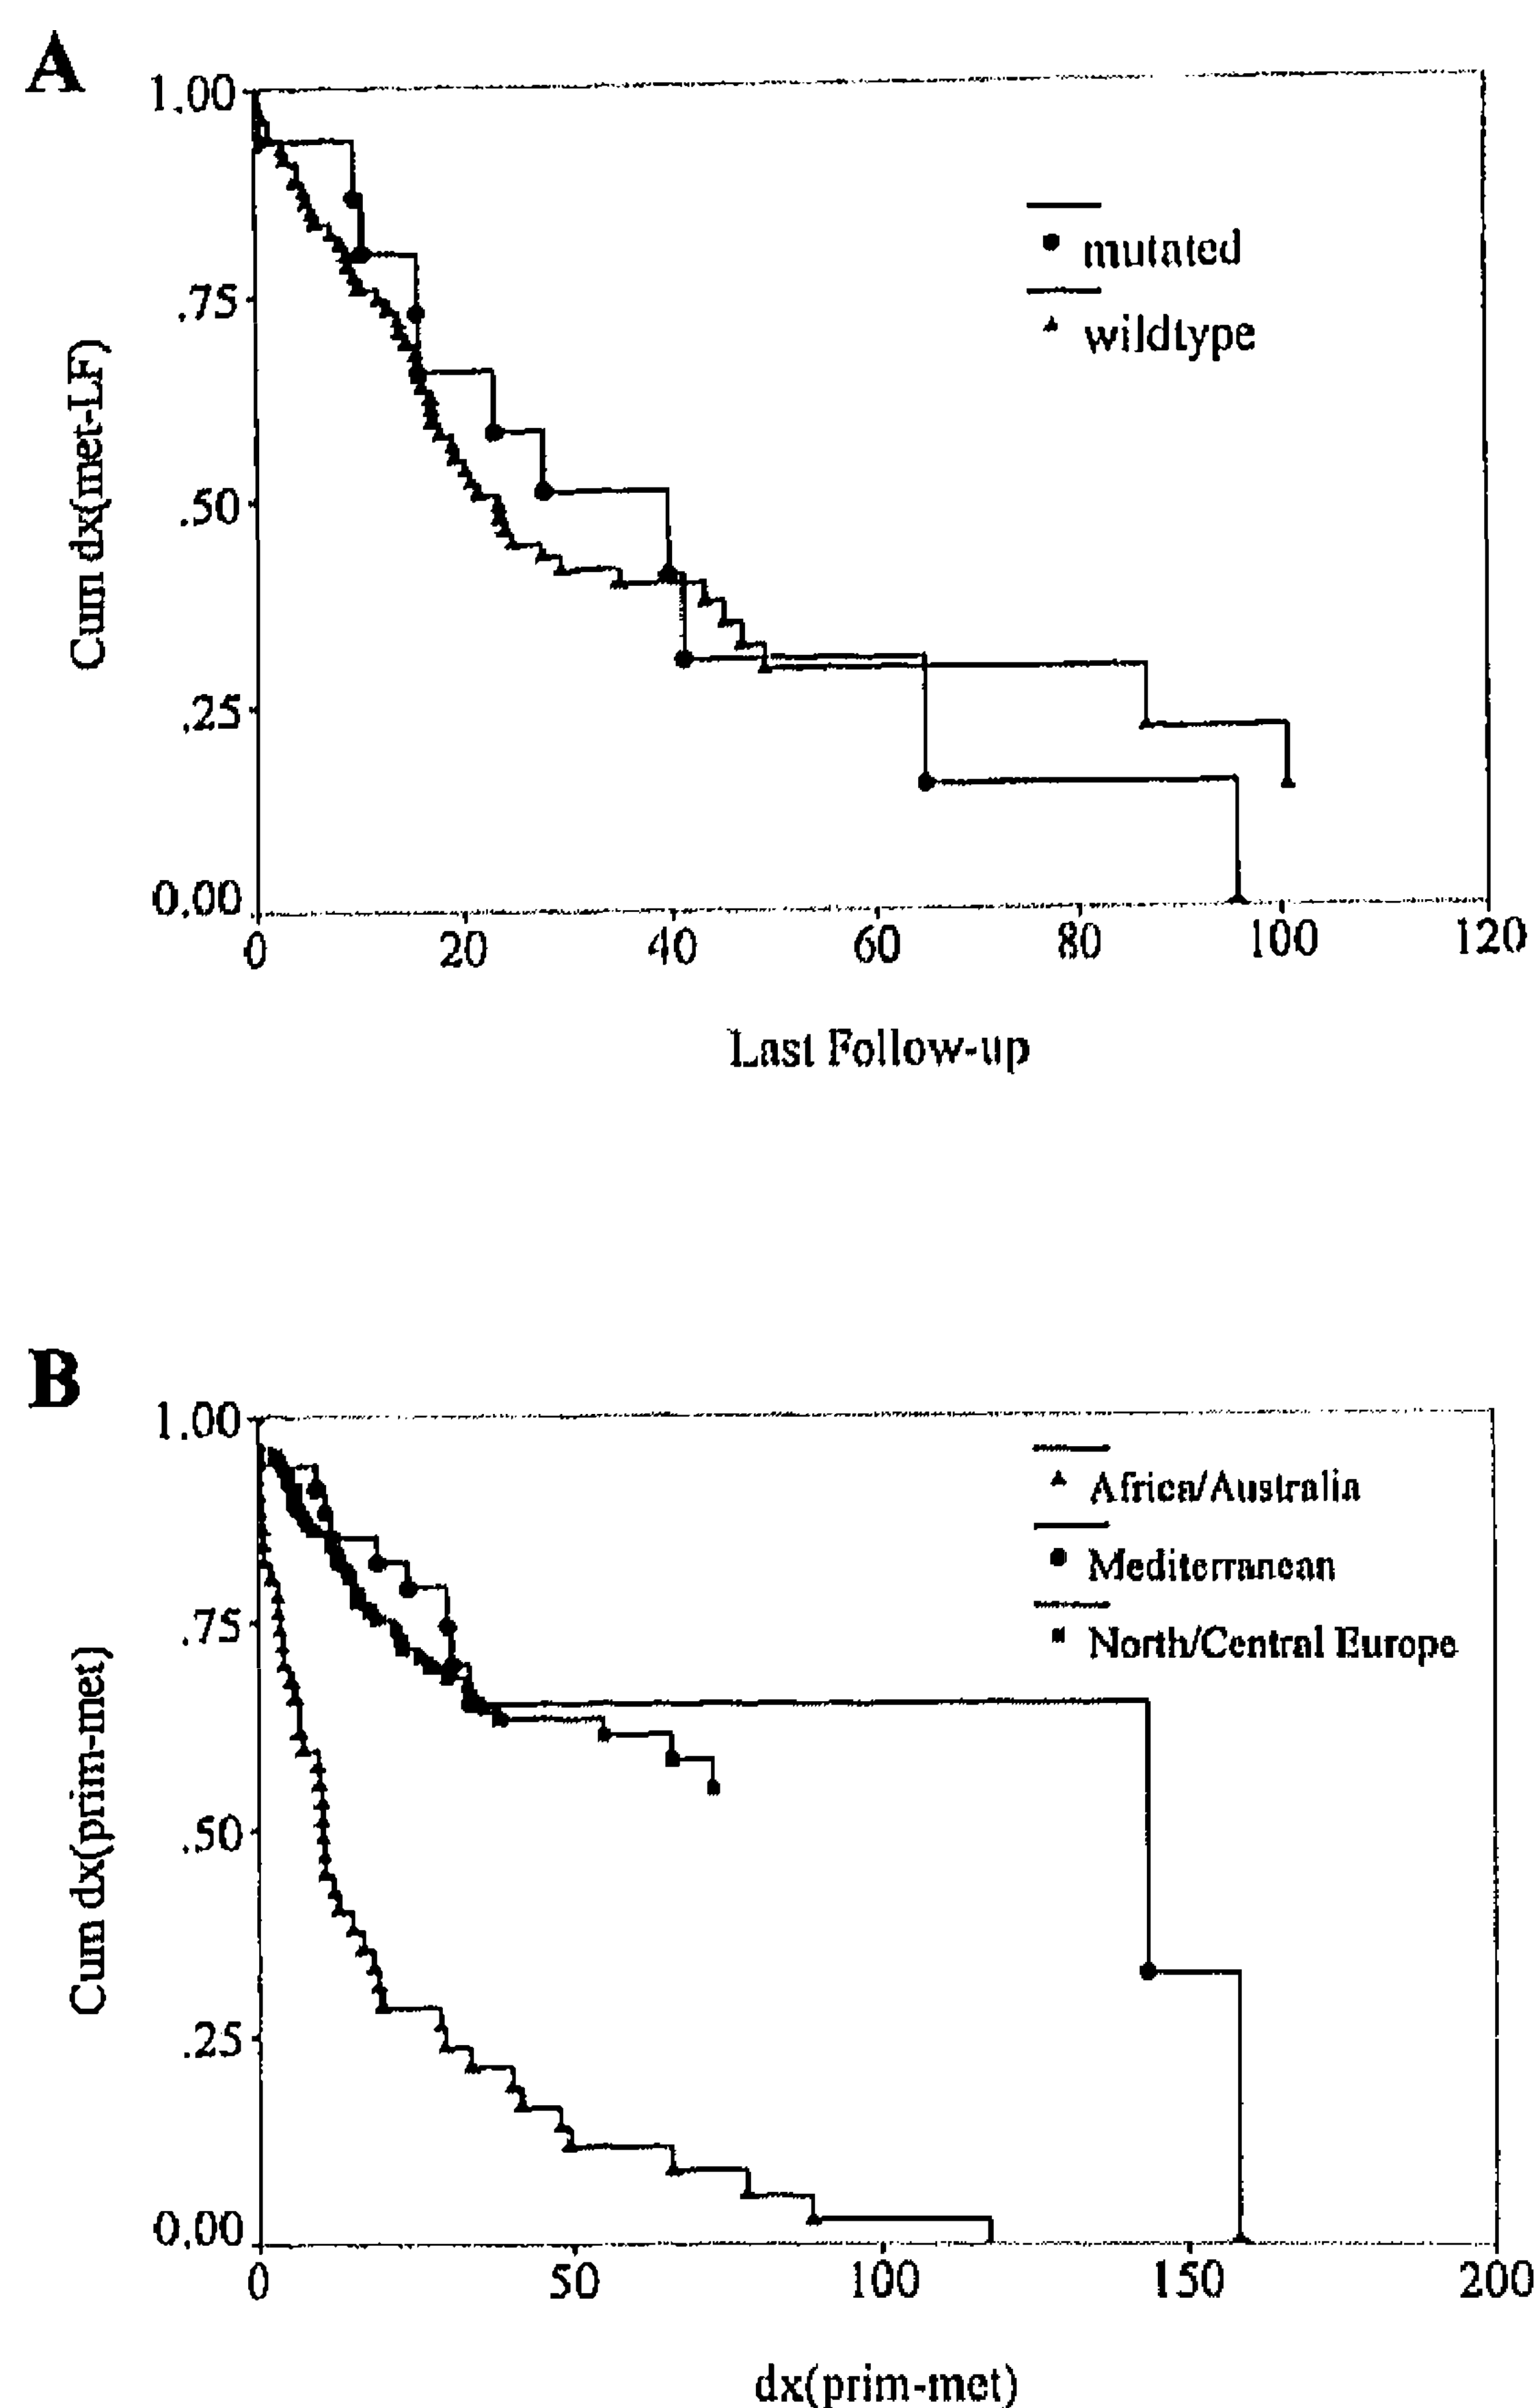 A
1.00
.75
.50
.25
0.00
Cum dx(met-LF)
mutated
wildtype
0 20 40 60 80 100 120
Last Follow-up
B
1.00
.75
.50
.25
0.00
Cum dx(prim-met)
Africa/Australia
Mediterranean
North/Central Europe
0 50 100 150 200
dx(prim-met)